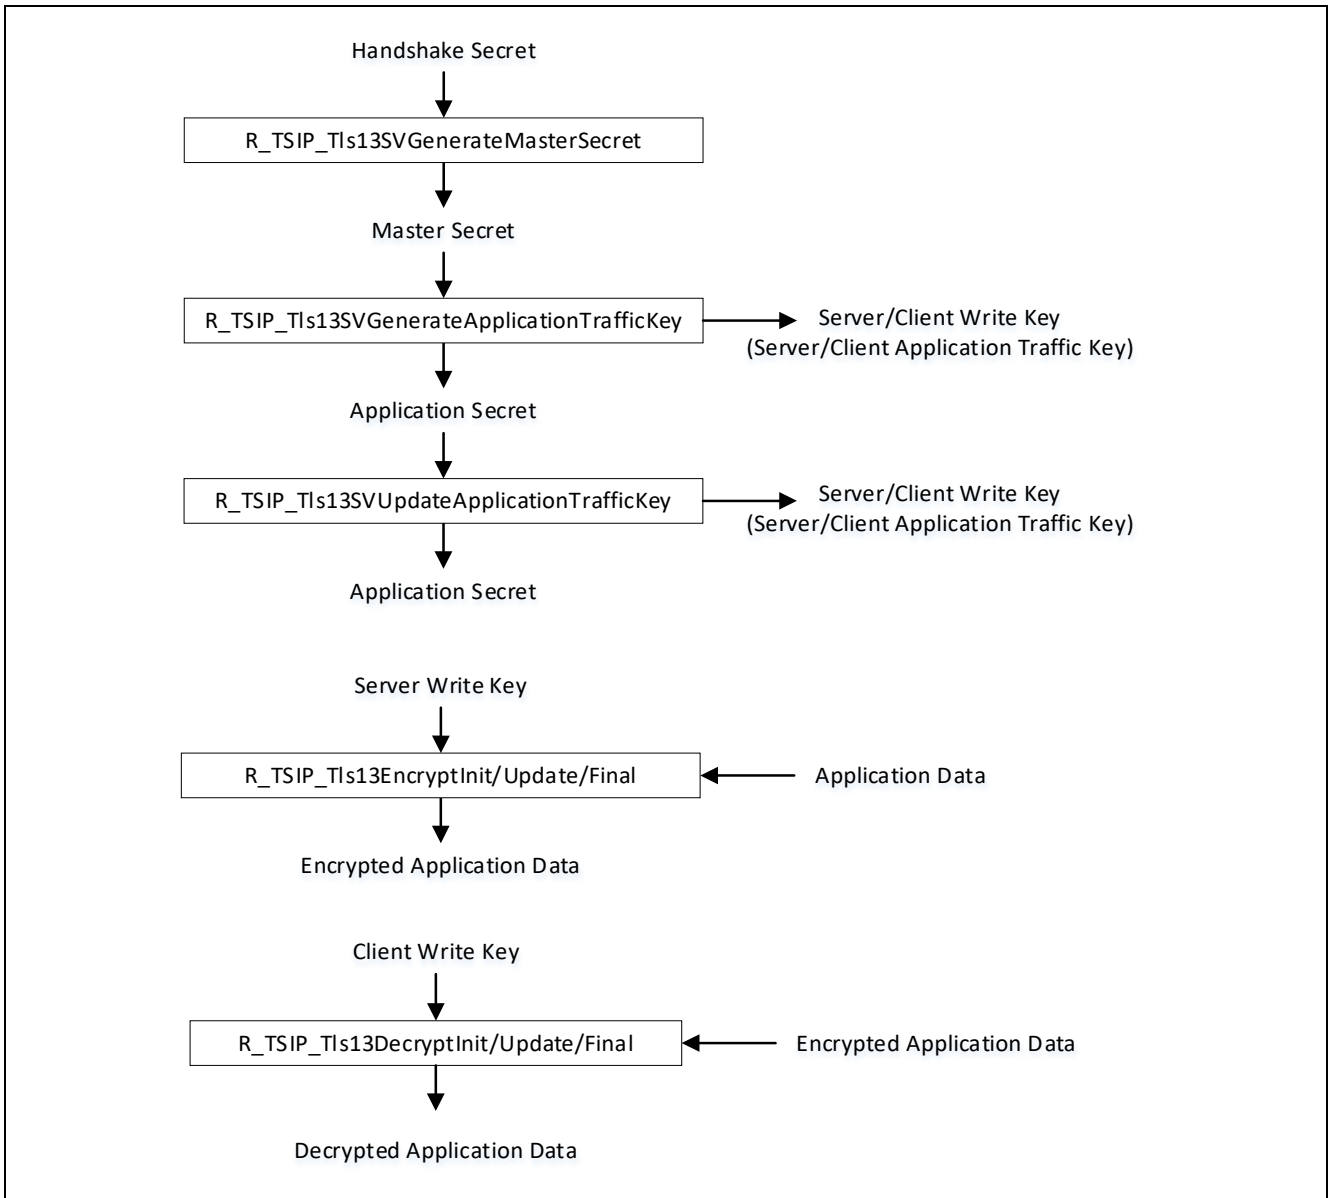 Handshake Secret
R_TSIP_Tls13SVGenerateMasterSecret
Master Secret
R_TSIP_Tls13SVGenerateApplicationTrafficKey
Server/Client Write Key
(Server/Client Application Traffic Key)
Application Secret
R_TSIP_Tls13SVUpdateApplicationTrafficKey
Server/Client Write Key
(Server/Client Application Traffic Key)
Application Secret
Server Write Key
R_TSIP_Tls13EncryptInit/Update/Final
Application Data
Encrypted Application Data
Client Write Key
R_TSIP_Tls13DecryptInit/Update/Final
Encrypted Application Data
Decrypted Application Data